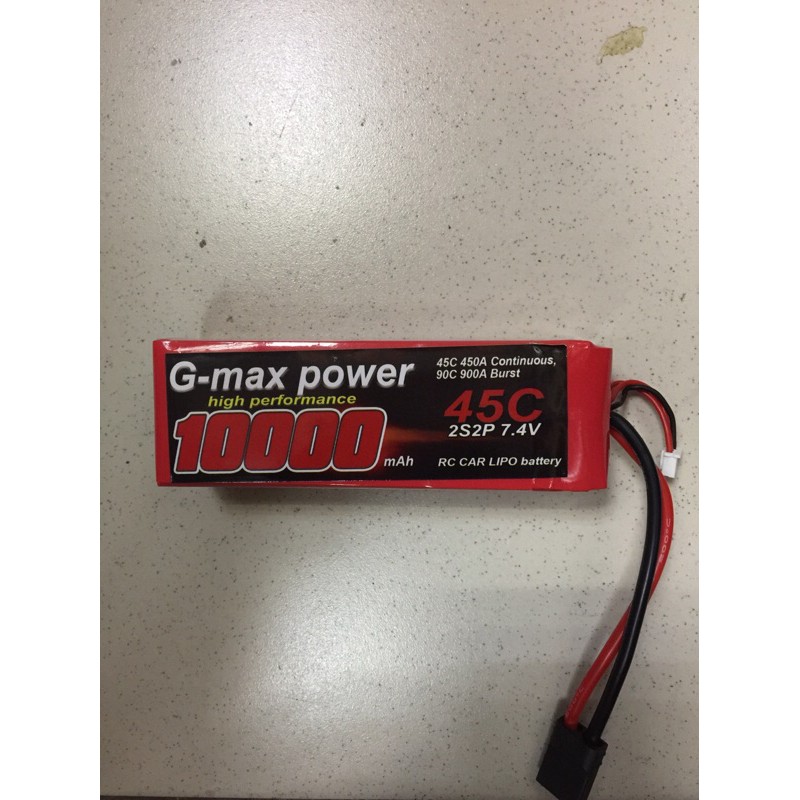 G-max power
high performance
10000 mAh
45C 450A Continuous,
90C 900A Burst
45C
2S2P 7.4V
RC CAR LIPO battery